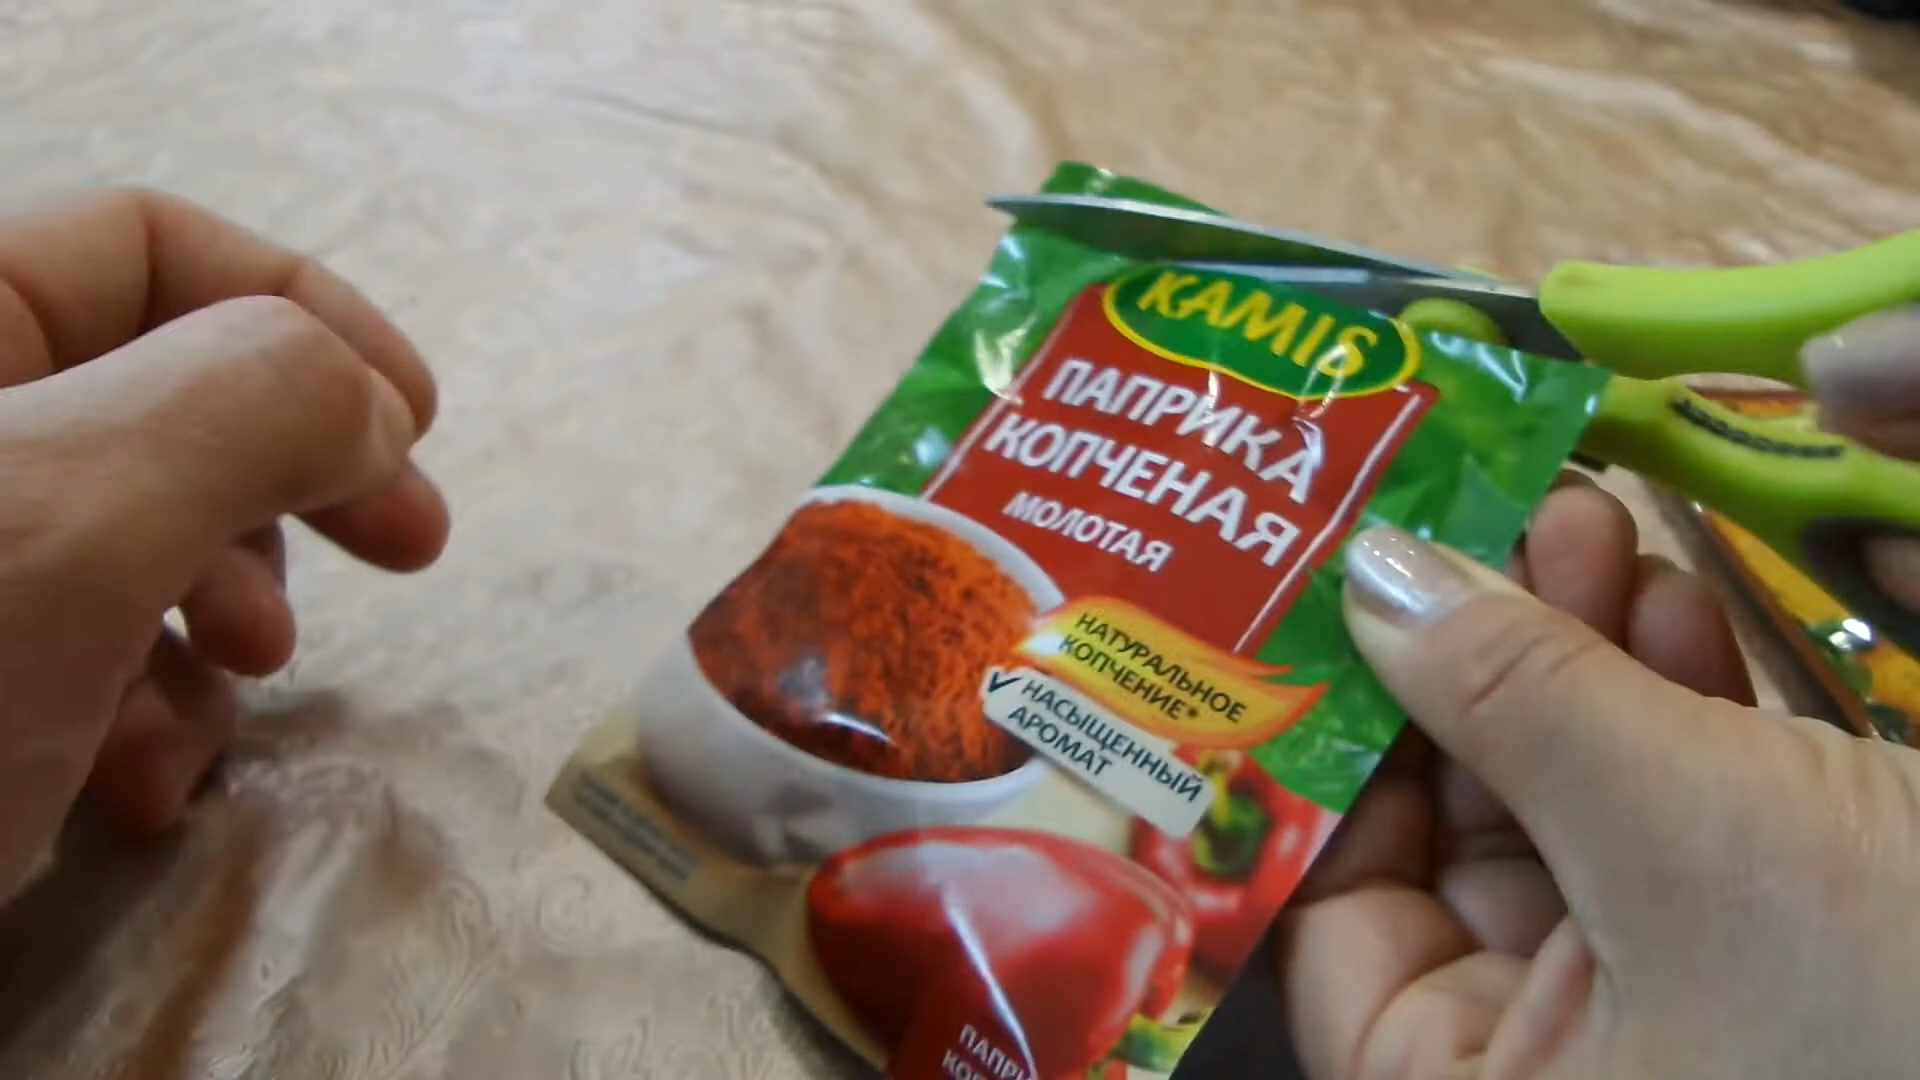 KAMIS
ПАПРИКА
КОПЧЕНАЯ
МОЛОТАЯ
НАТУРАЛЬНОЕ
КОПЧЕНИЕ*
НАСЫЩЕННЫЙ
АРОМАТ